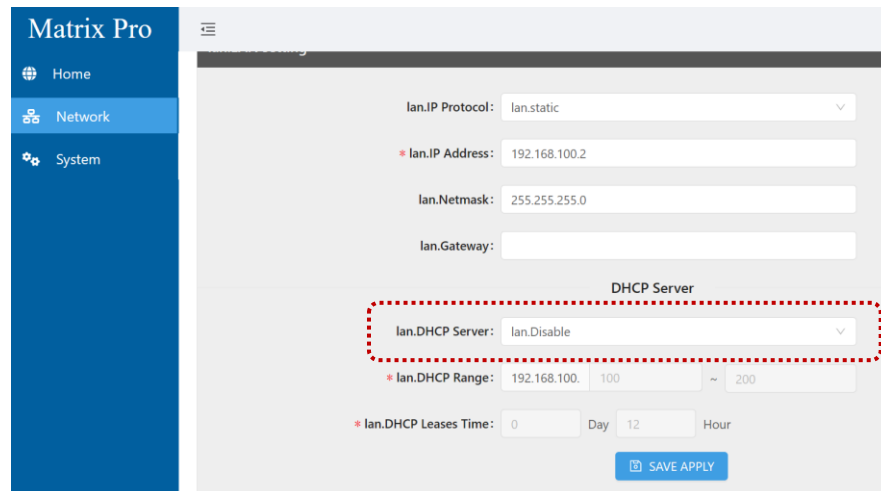 Matrix Pro
Home
Network
System
lan.IP Protocol: lan.static
* lan.IP Address: 192.168.100.2
lan.Netmask: 255.255.255.0
lan.Gateway:
DHCP Server
lan.DHCP Server: lan.Disable
* lan.DHCP Range: 192.168.100. 100 ~ 200
* lan.DHCP Leases Time: 0 Day 12 Hour
SAVE APPLY